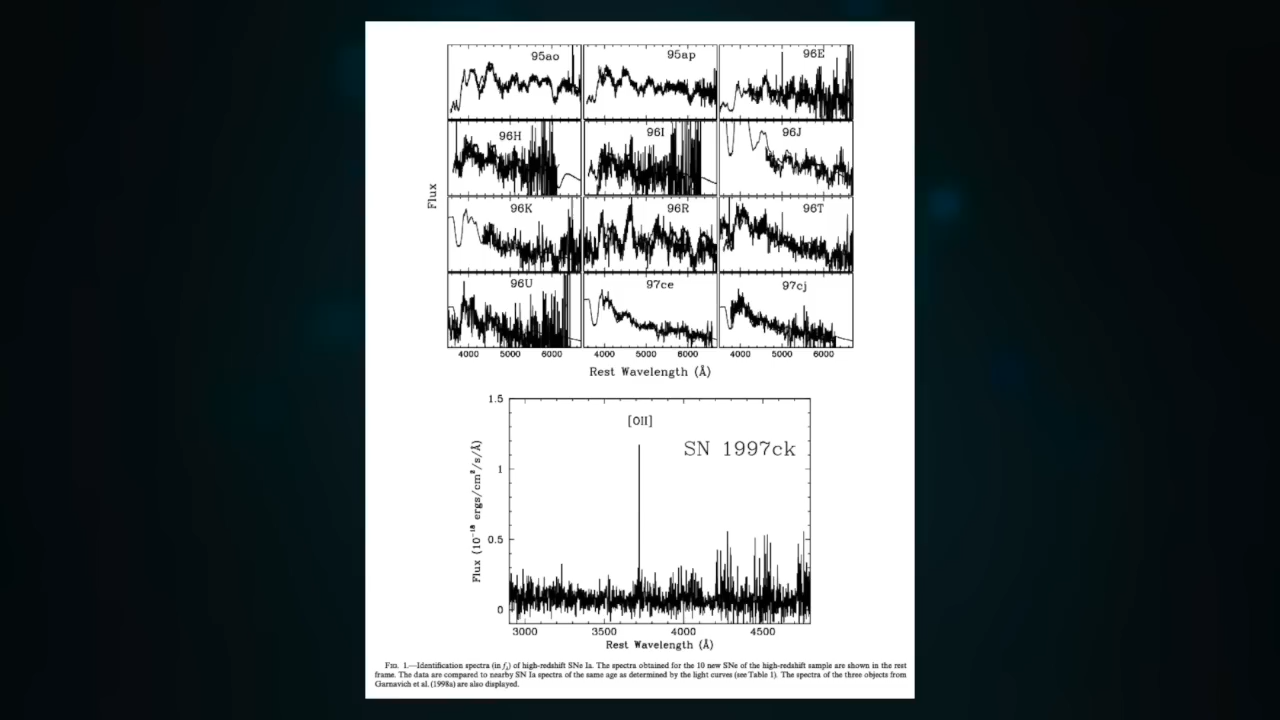 95ao 95ap 96E
96H 96I 96J
Flux
96K 96R 96T
96U 97ce 97cj
4000 5000 6000 4000 5000 6000 4000 5000 6000
Rest Wavelength (Å)
1.5
[OII]
SN 1997ck
1
0.5
0
Flux (10⁻¹⁸ ergs/cm²/s/Å)
3000 3500 4000 4500
Rest Wavelength (Å)
FIG. 1.—Identification spectra (in fλ) of high-redshift SNe Ia. The spectra obtained for the 10 new SNe of the high-redshift sample are shown in the rest
frame. The data are compared to nearby SN Ia spectra of the same age as determined by the light curves (see Table 1). The spectra of the three objects from
Garnavich et al. (1998a) are also displayed.